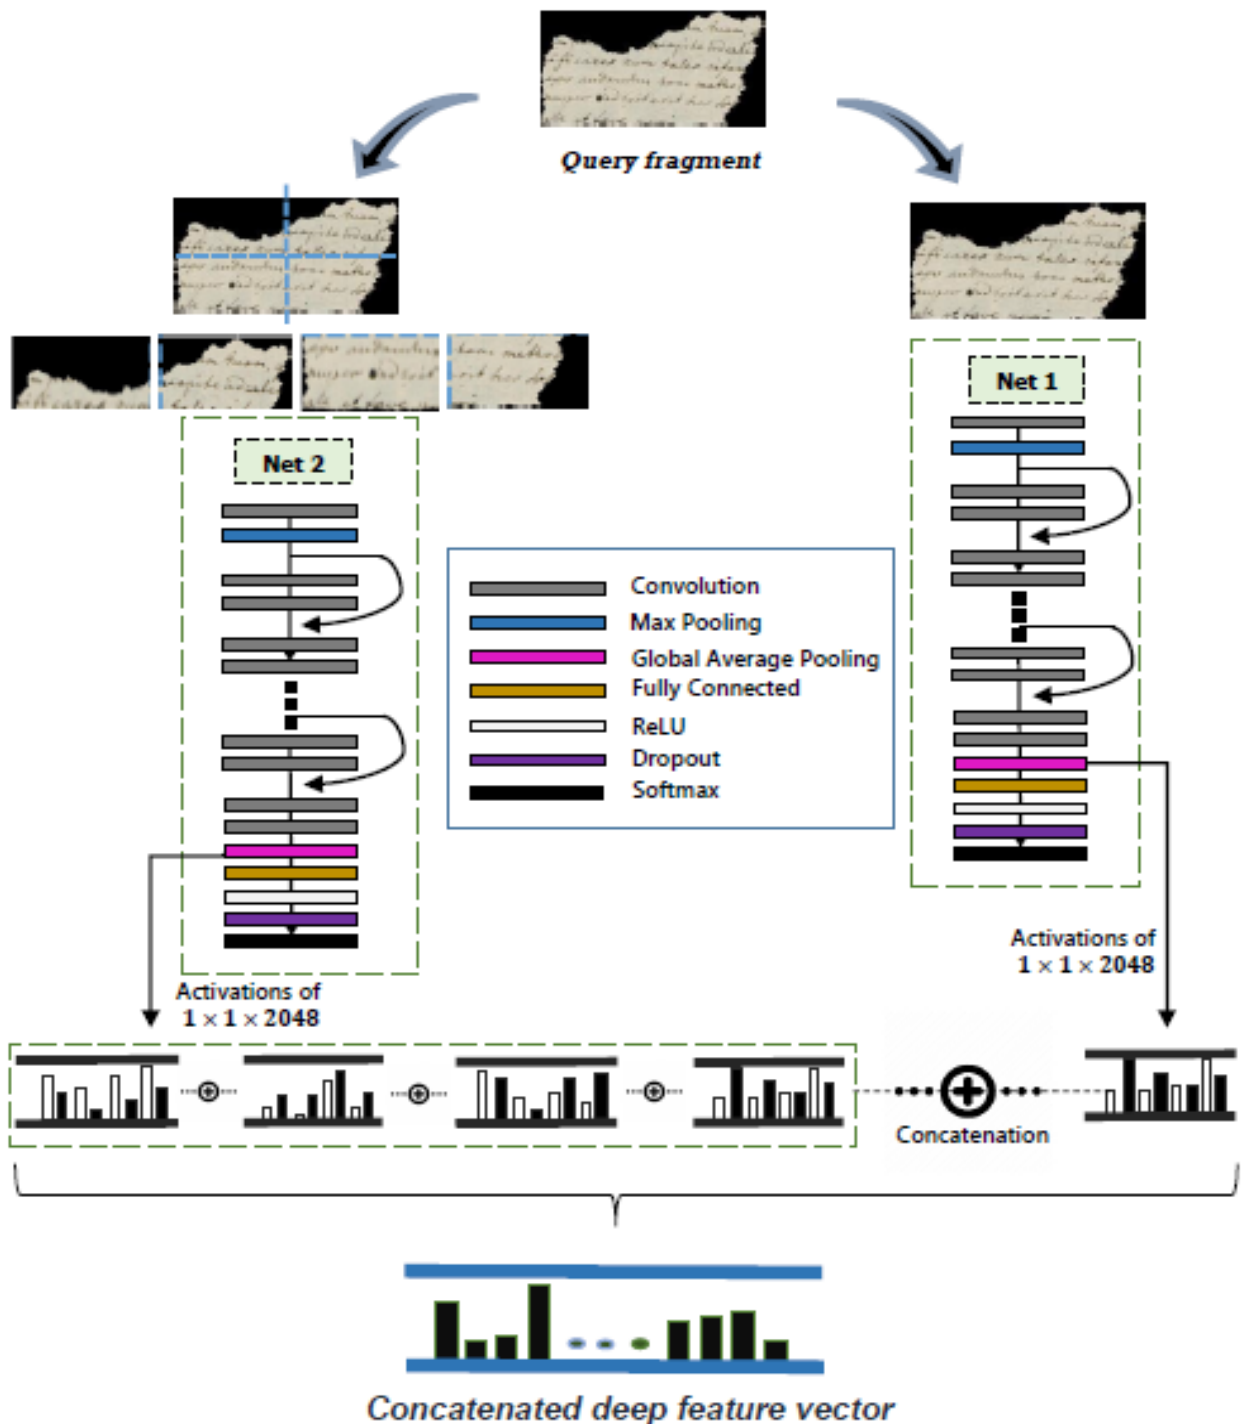 Query fragment
Net 1
Net 2
Convolution
Max Pooling
Global Average Pooling
Fully Connected
ReLU
Dropout
Softmax
Activations of
1 × 1 × 2048
Activations of
1 × 1 × 2048
Concatenation
Concatenated deep feature vector